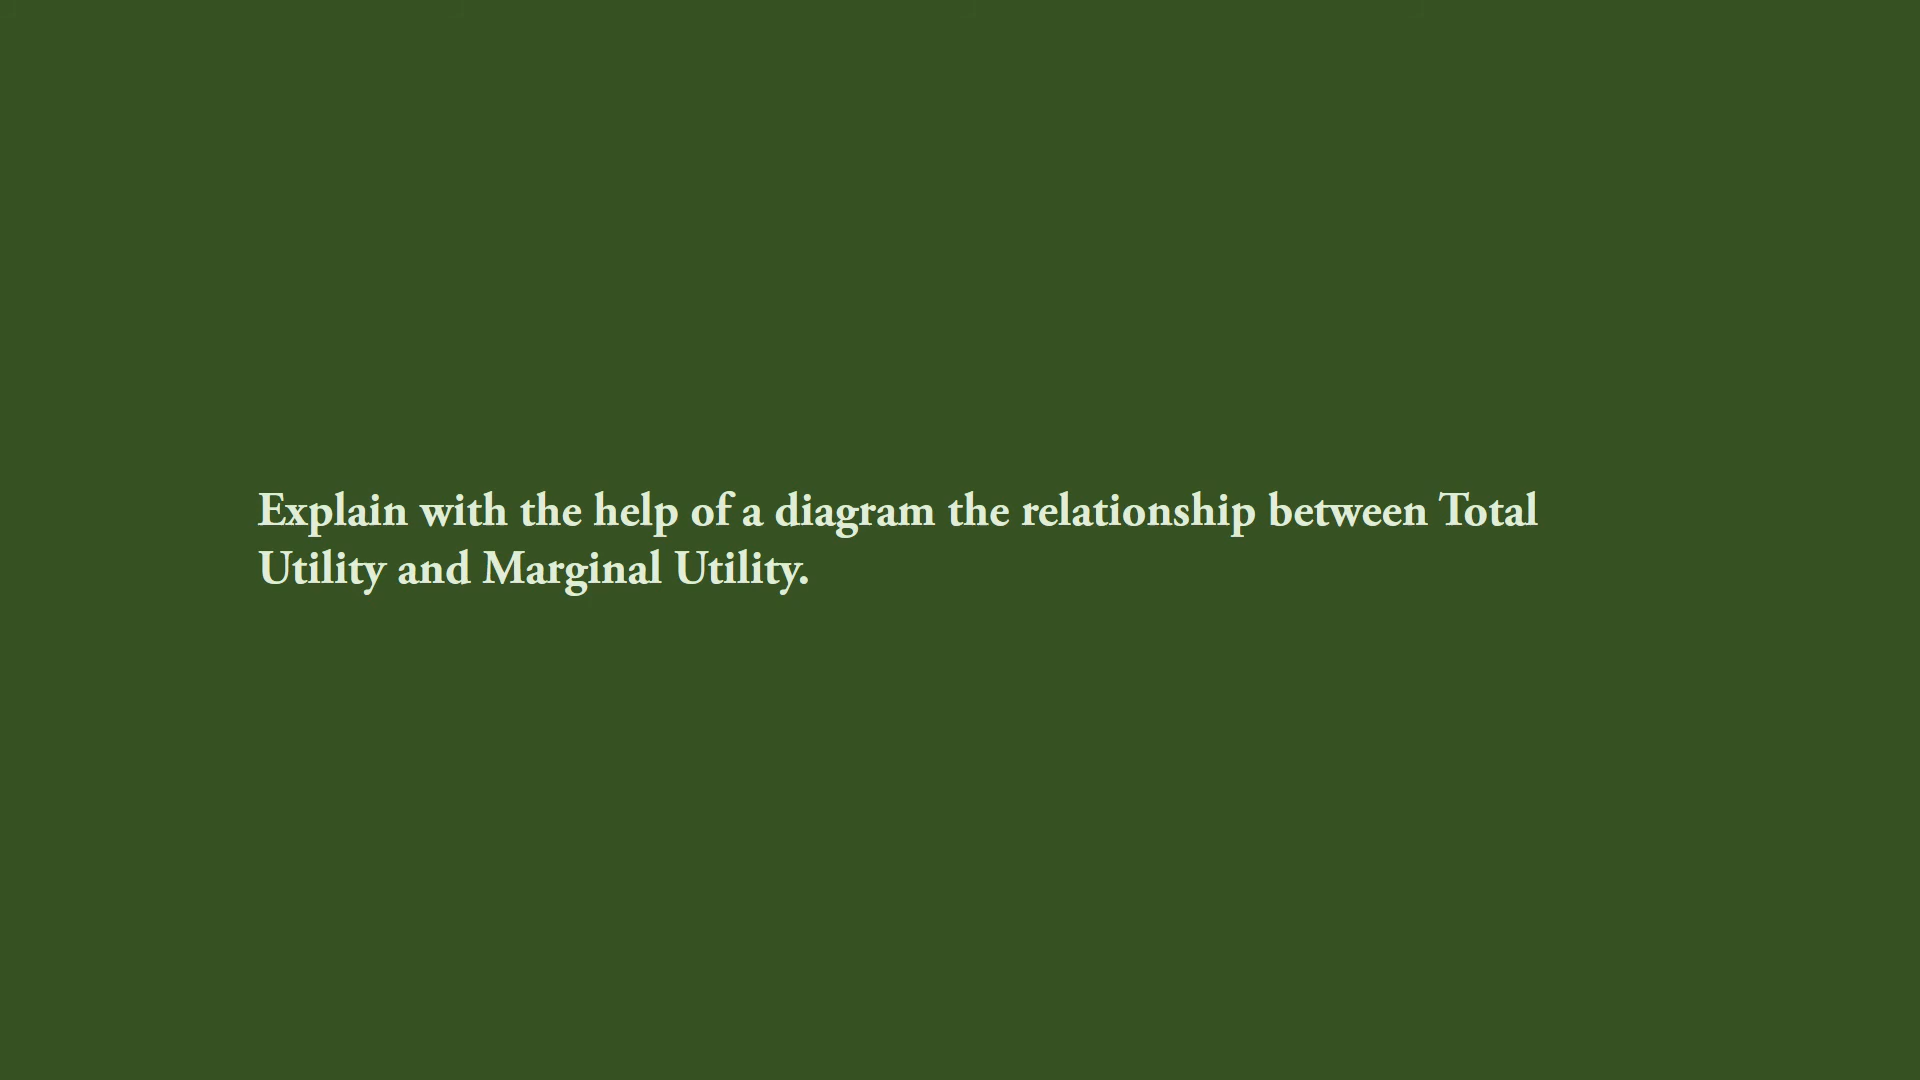 Explain with the help of a diagram the relationship between Total
Utility and Marginal Utility.